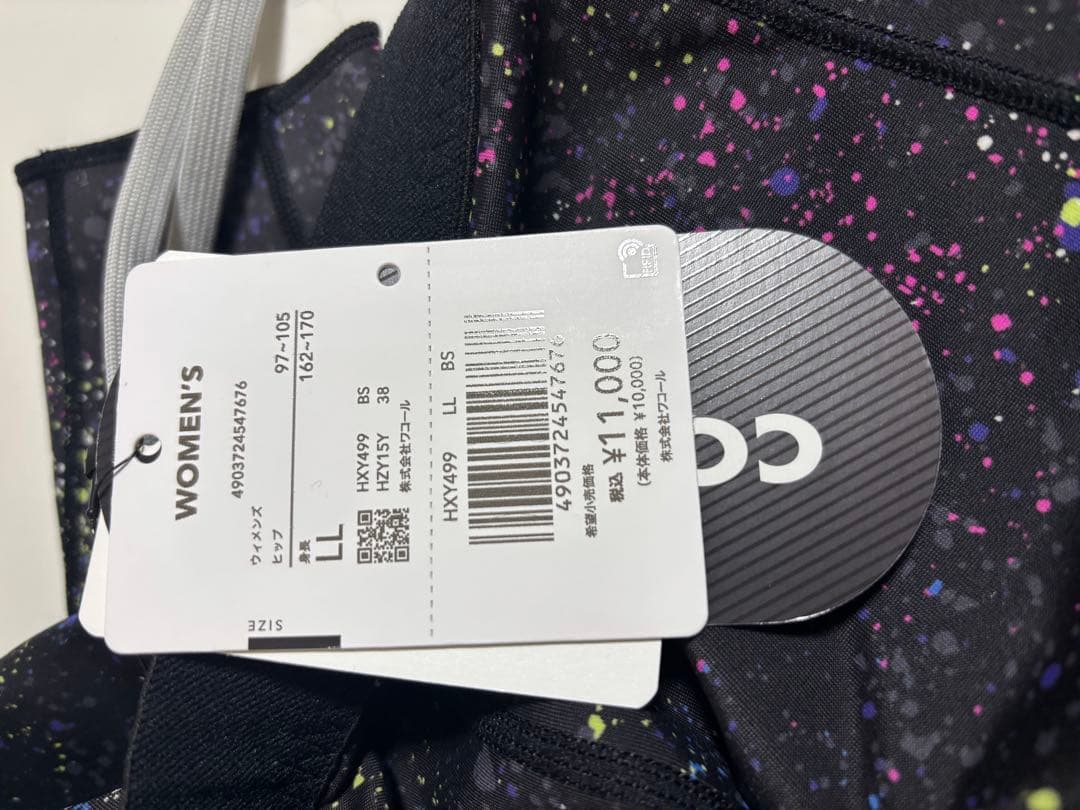 WOMEN'S
4903724547676
ウィメンズ
ヒップ 97~105
身長 162~170
LL
SIZE
HXY499 BS
HZY15Y 38
株式会社ワコール
HXY499 LL BS
4903724547676
希望小売価格
税込 ¥11,000
(本体価格 ¥10,000)
株式会社ワコール
RFID